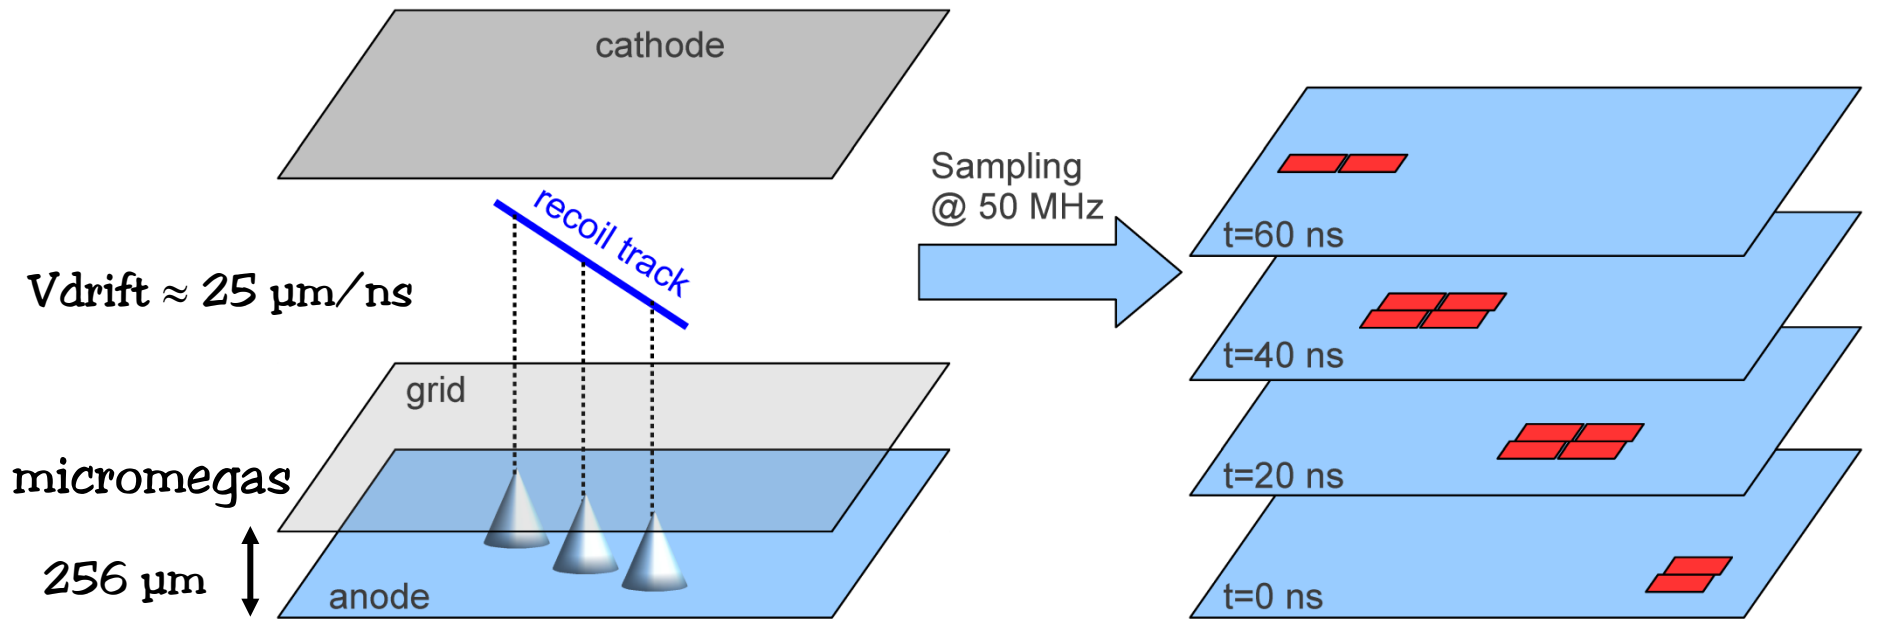 cathode
recoil track
Vdrift ≈ 25 µm/ns
grid
micromegas
256 µm
anode
Sampling
@ 50 MHz
t=60 ns
t=40 ns
t=20 ns
t=0 ns